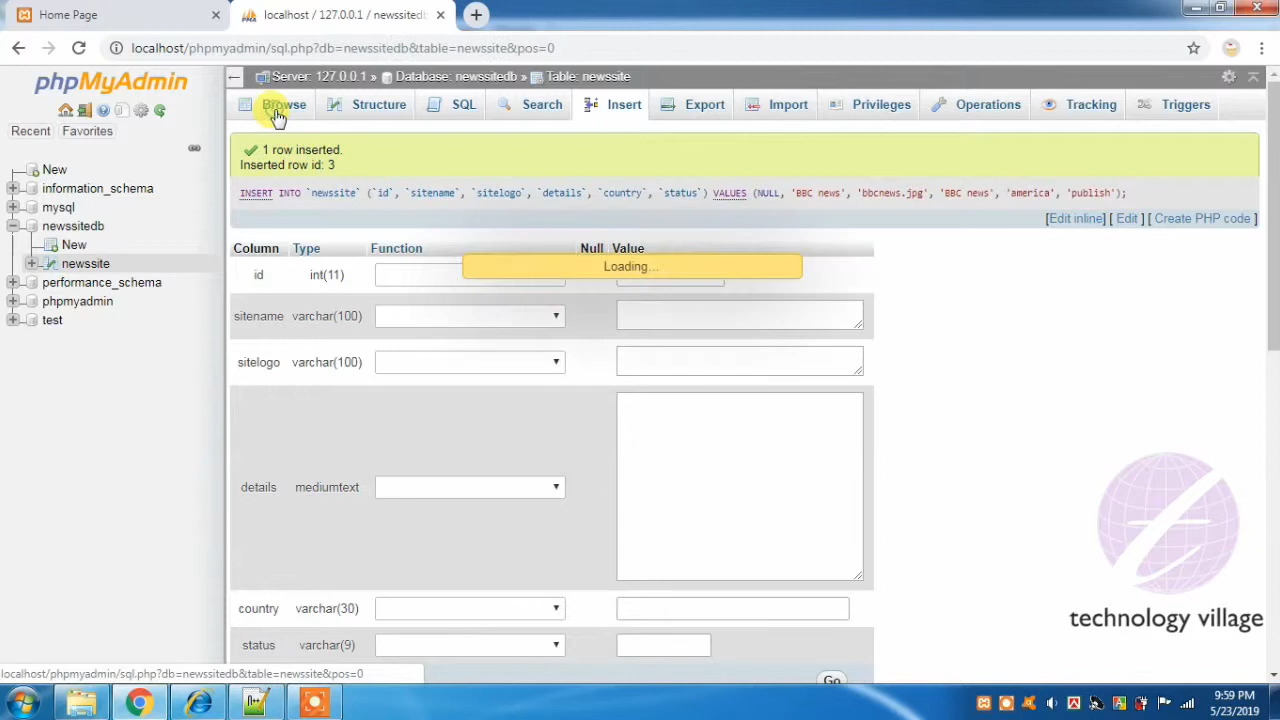 Home Page
localhost / 127.0.0.1 / newssitedb
localhost/phpmyadmin/sql.php?db=newssitedb&table=newssite&pos=0
phpMyAdmin
Recent
Favorites
New
information_schema
mysql
newssitedb
New
newssite
performance_schema
phpmyadmin
test
Server: 127.0.0.1 » Database: newssitedb » Table: newssite
Browse Structure SQL Search Insert Export Import Privileges Operations Tracking Triggers
1 row inserted.
Inserted row id: 3
INSERT INTO `newssite` (`id`, `sitename`, `sitelogo`, `details`, `country`, `status`) VALUES (NULL, 'BBC news', 'bbcnews.jpg', 'BBC news', 'america', 'publish');
[Edit inline] [ Edit ] [ Create PHP code ]
Column Type Function Null Value
Loading…
id int(11)
sitename varchar(100)
sitelogo varchar(100)
details mediumtext
country varchar(30)
status varchar(9)
Go
technology village
localhost/phpmyadmin/sql.php?db=newssitedb&table=newssite&pos=0
9:59 PM
5/23/2019